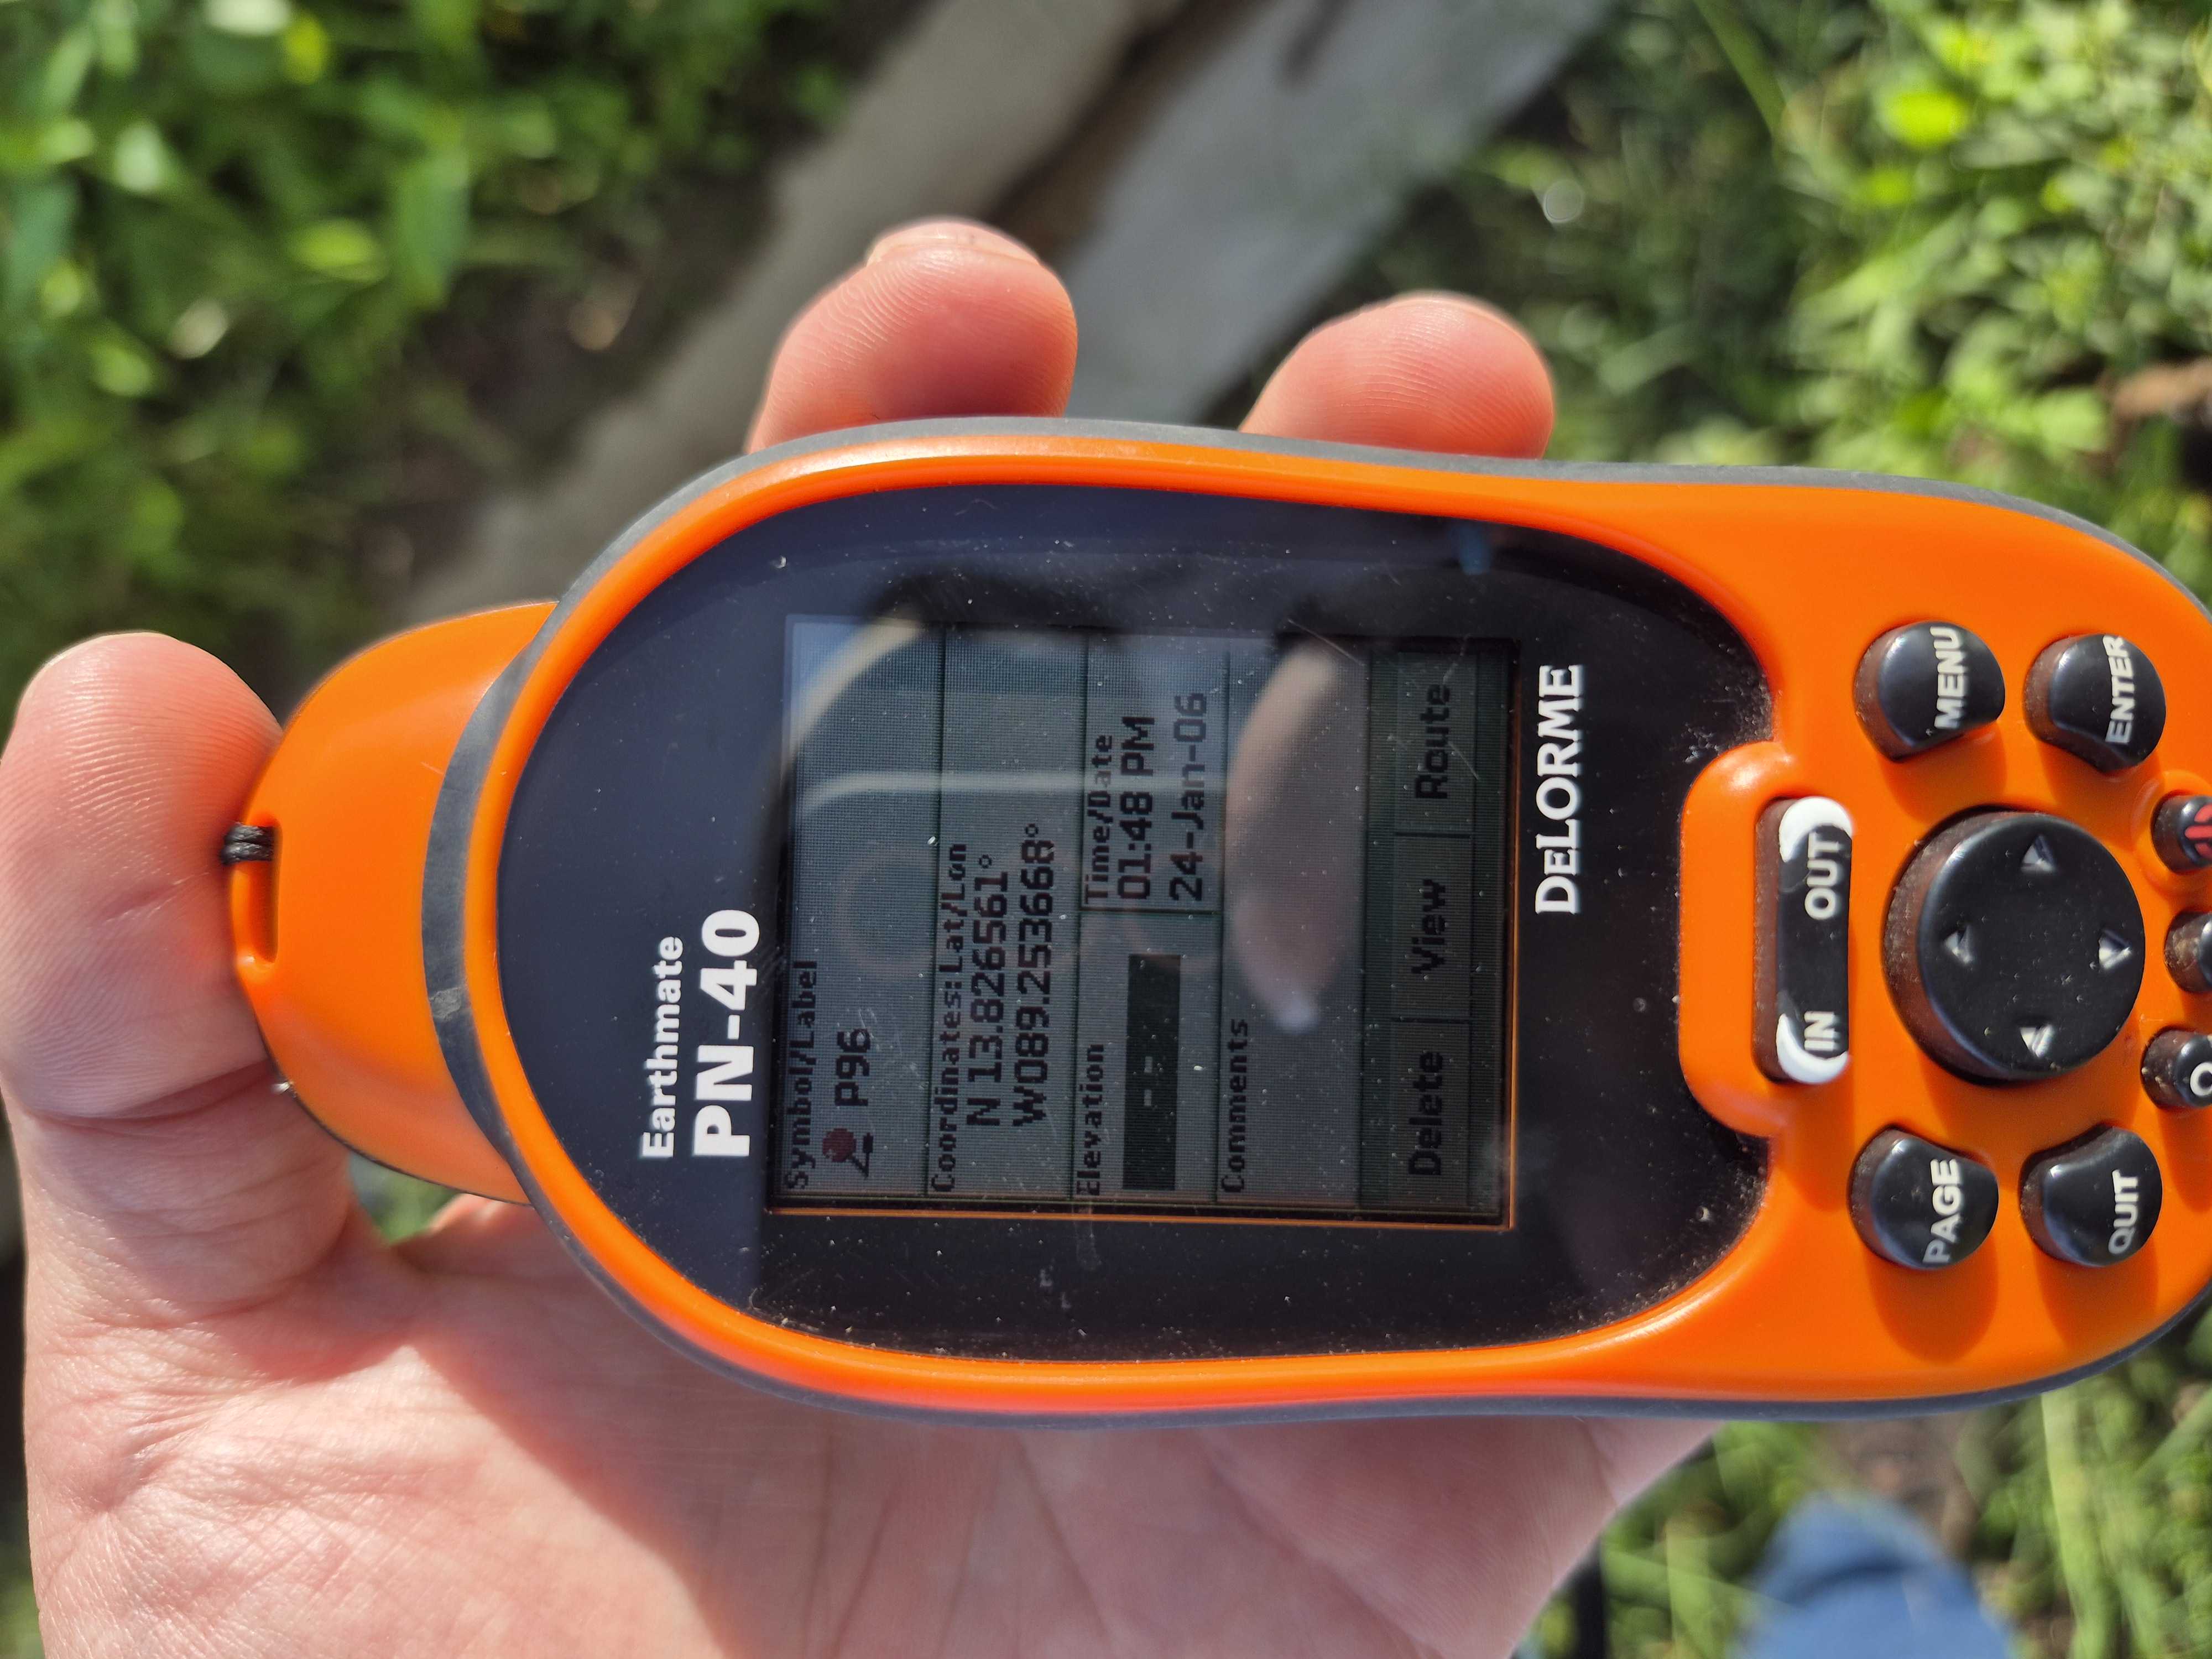 Earthmate
PN-40
Symbol/Label
P96
Coordinates:Lat/Lon
N 13.826561°
W089.253668°
Elevation
Time/Date
--
01:48 PM
24-Jan-06
Comments
Delete View Route
DELORME
IN OUT
PAGE MENU
QUIT ENTER